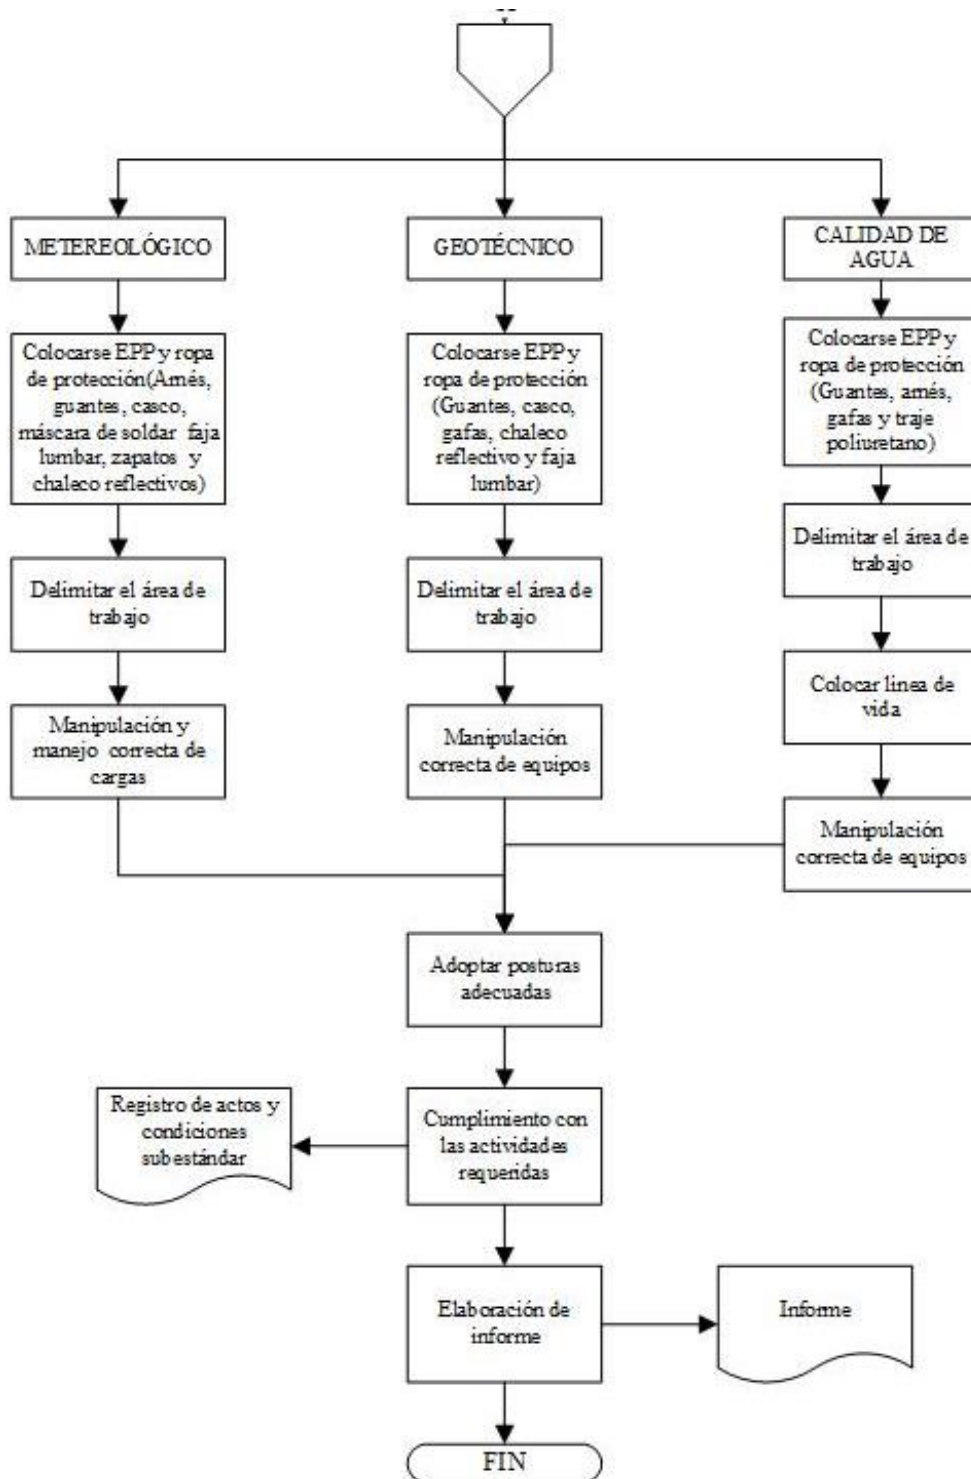 METEREOLÓGICO
GEOTÉCNICO
CALIDAD DE
AGUA
Colocarse EPP y ropa
de protección(Arnés,
guantes, casco,
máscara de soldar faja
lumbar, zapatos y
chaleco reflectivos)
Colocarse EPP y
ropa de protección
(Guantes, casco,
gafas, chaleco
reflectivo y faja
lumbar)
Colocarse EPP y
ropa de protección
(Guantes, arnés,
gafas y traje
poliuretano)
Delimitar el área de
trabajo
Delimitar el área de
trabajo
Delimitar el área de
trabajo
Manipulación y
manejo correcta de
cargas
Manipulación
correcta de equipos
Colocar linea de
vida
Manipulación
correcta de equipos
Adoptar posturas
adecuadas
Registro de actos y
condiciones
subestándar
Cumplimiento con
las actividades
requeridas
Elaboración de
informe
Informe
FIN